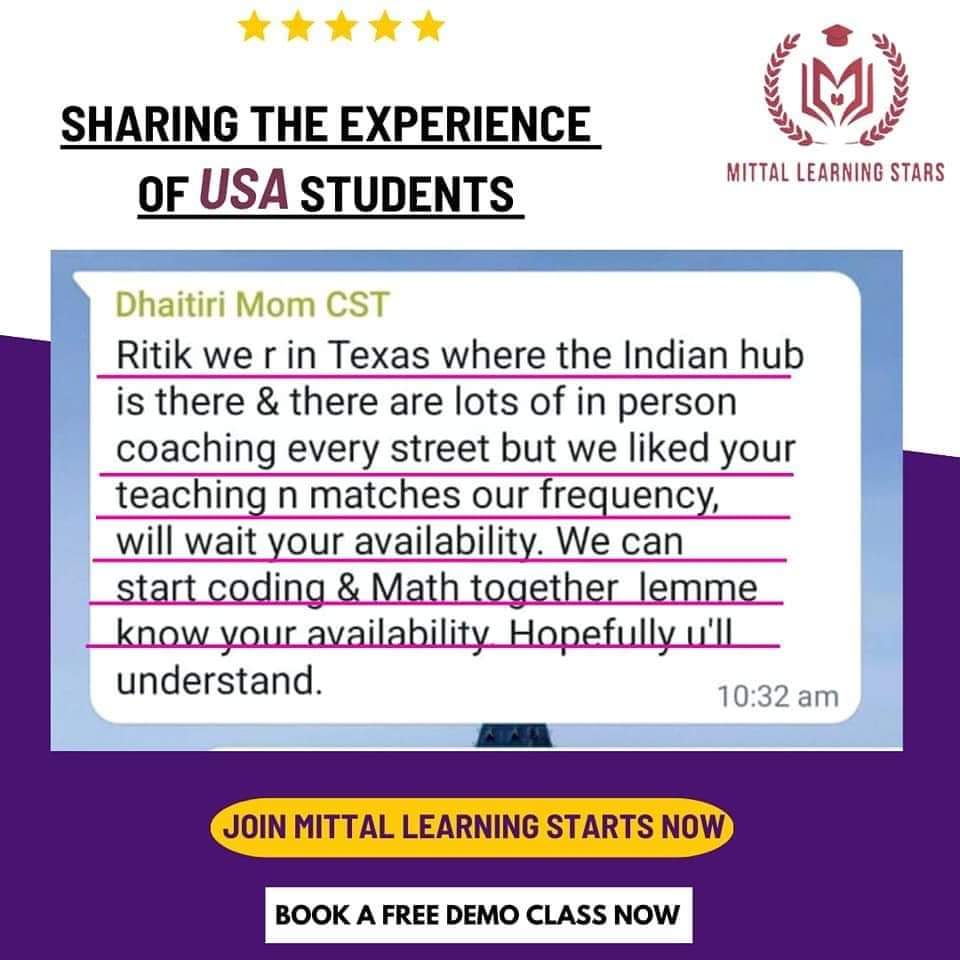 SHARING THE EXPERIENCE
OF USA STUDENTS
MITTAL LEARNING STARS
Dhaitiri Mom CST
Ritik we r in Texas where the Indian hub
is there & there are lots of in person
coaching every street but we liked your
teaching n matches our frequency,
will wait your availability. We can
start coding & Math together lemme
know your availability. Hopefully u'll
understand.
10:32 am
JOIN MITTAL LEARNING STARTS NOW
BOOK A FREE DEMO CLASS NOW